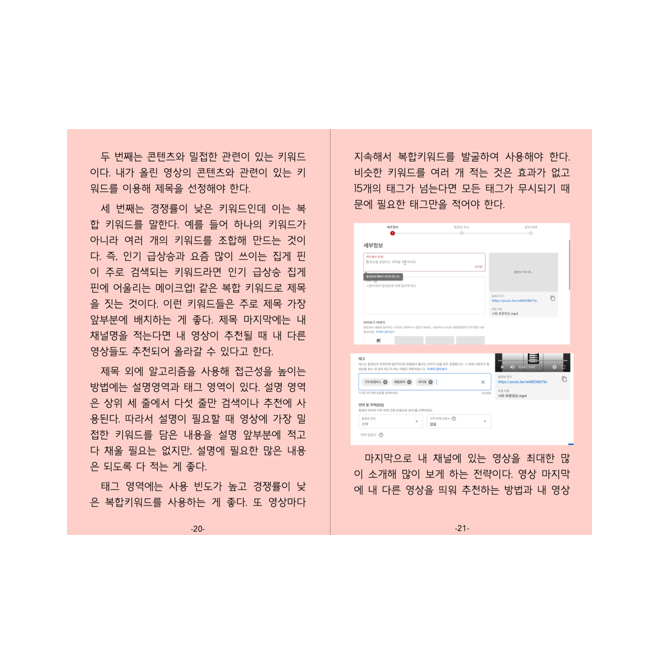 두 번째는 콘텐츠와 밀접한 관련이 있는 키워드
이다. 내가 올린 영상의 콘텐츠와 관련이 있는 키
워드를 이용해 제목을 선정해야 한다.
세 번째는 경쟁률이 낮은 키워드인데 이는 복
합 키워드를 말한다. 예를 들어 하나의 키워드가
아니라 여러 개의 키워드를 조합해 만드는 것이
다. 즉, 인기 급상승과 요즘 많이 쓰이는 집게 핀
이 주로 검색되는 키워드라면 인기 급상승 집게
핀에 어울리는 메이크업! 같은 복합 키워드로 제목
을 짓는 것이다. 이런 키워드들은 주로 제목 가장
앞부분에 배치하는 게 좋다. 제목 마지막에는 내
채널명을 적는다면 내 영상이 추천될 때 내 다른
영상들도 추천되어 올라갈 수 있다고 한다.
제목 외에 알고리즘을 사용해 접근성을 높이는
방법에는 설명영역과 태그 영역이 있다. 설명 영역
은 상위 세 줄에서 다섯 줄만 검색이나 추천에 사
용된다. 따라서 설명이 필요할 때 영상에 가장 밀
접한 키워드를 담은 내용을 설명 앞부분에 적고
다 채울 필요는 없지만, 설명에 필요한 많은 내용
은 되도록 다 적는 게 좋다.
태그 영역에는 사용 빈도가 높고 경쟁률이 낮
은 복합키워드를 사용하는 게 좋다. 또 영상마다
-20-
지속해서 복합키워드를 발굴하여 사용해야 한다.
비슷한 키워드를 여러 개 적는 것은 효과가 없고
15개의 태그가 넘는다면 모든 태그가 무시되기 때
문에 필요한 태그만을 적어야 한다.
세부정보
세부정보
태그
마지막으로 내 채널에 있는 영상을 최대한 많
이 소개해 많이 보게 하는 전략이다. 영상 마지막
에 내 다른 영상을 띄워 추천하는 방법과 내 영상
-21-